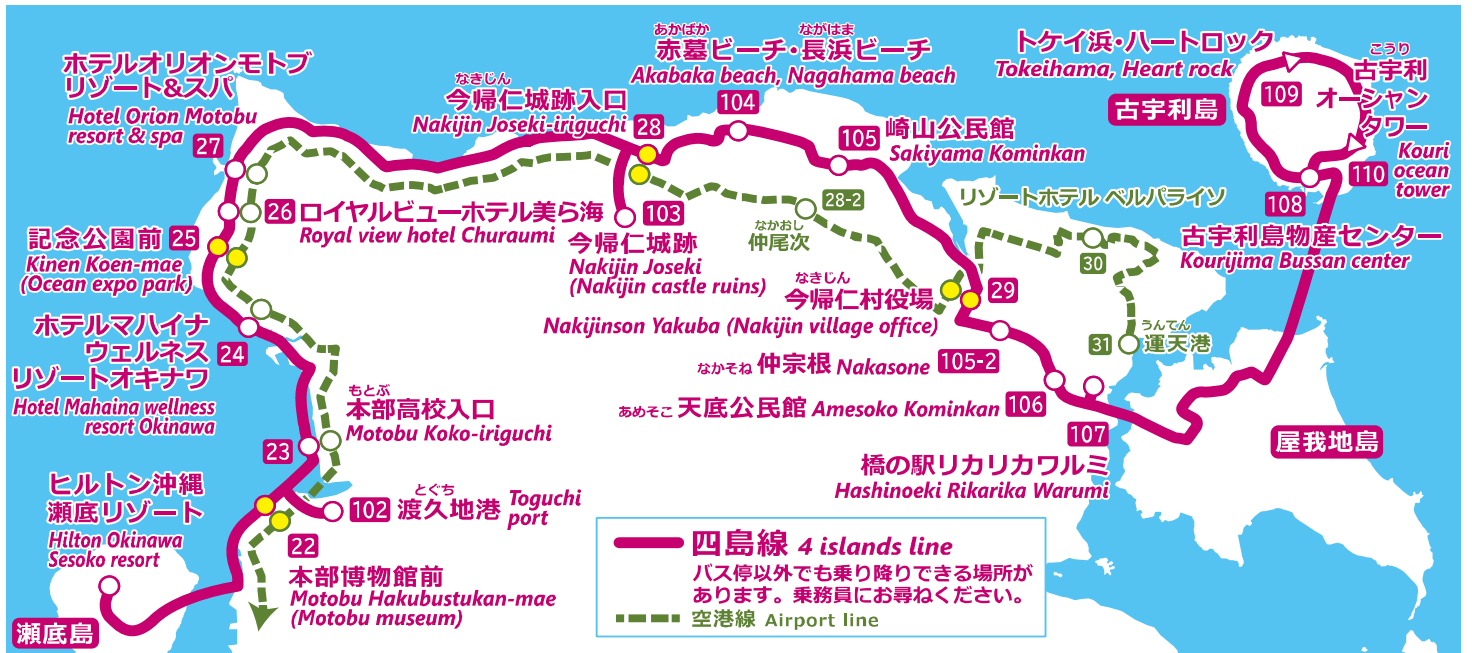 ホテルオリオンモトブ
リゾート&スパ
Hotel Orion Motobu
resort & spa
27
なきじん
今帰仁城跡入口
Nakijin Joseki-iriguchi
28
あかばか ながはま
赤墓ビーチ・長浜ビーチ
Akabaka beach, Nagahama beach
104
105
崎山公民館
Sakiyama Kominkan
トケイ浜・ハートロック
Tokeihama, Heart rock
109
古宇利島
こうり
古宇利
オーシャン
タワー
Kouri
ocean
tower
110
108
古宇利島物産センター
Kourijima Bussan center
リゾートホテル ベルパライソ
30
うんてん
31 運天港
28-2
なかおし
仲尾次
26 ロイヤルビューホテル美ら海
Royal view hotel Churaumi
103
今帰仁城跡
Nakijin Joseki
(Nakijin castle ruins)
記念公園前 25
Kinen Koen-mae
(Ocean expo park)
なきじん
今帰仁村役場
29
Nakijinson Yakuba (Nakijin village office)
ホテルマハイナ
ウェルネス
リゾートオキナワ
24
Hotel Mahaina wellness
resort Okinawa
なかそね 仲宗根 Nakasone 105-2
あめそこ 天底公民館 Amesoko Kominkan 106
107
橋の駅リカリカワルミ
Hashinoeki Rikarika Warumi
屋我地島
もとぶ
本部高校入口
Motobu Koko-iriguchi
23
102
とぐち
渡久地港
Toguchi
port
ヒルトン沖縄
瀬底リゾート
Hilton Okinawa
Sesoko resort
22
本部博物館前
Motobu Hakubustukan-mae
(Motobu museum)
瀬底島
四島線 4 islands line
バス停以外でも乗り降りできる場所が
あります。乗務員にお尋ねください。
空港線 Airport line